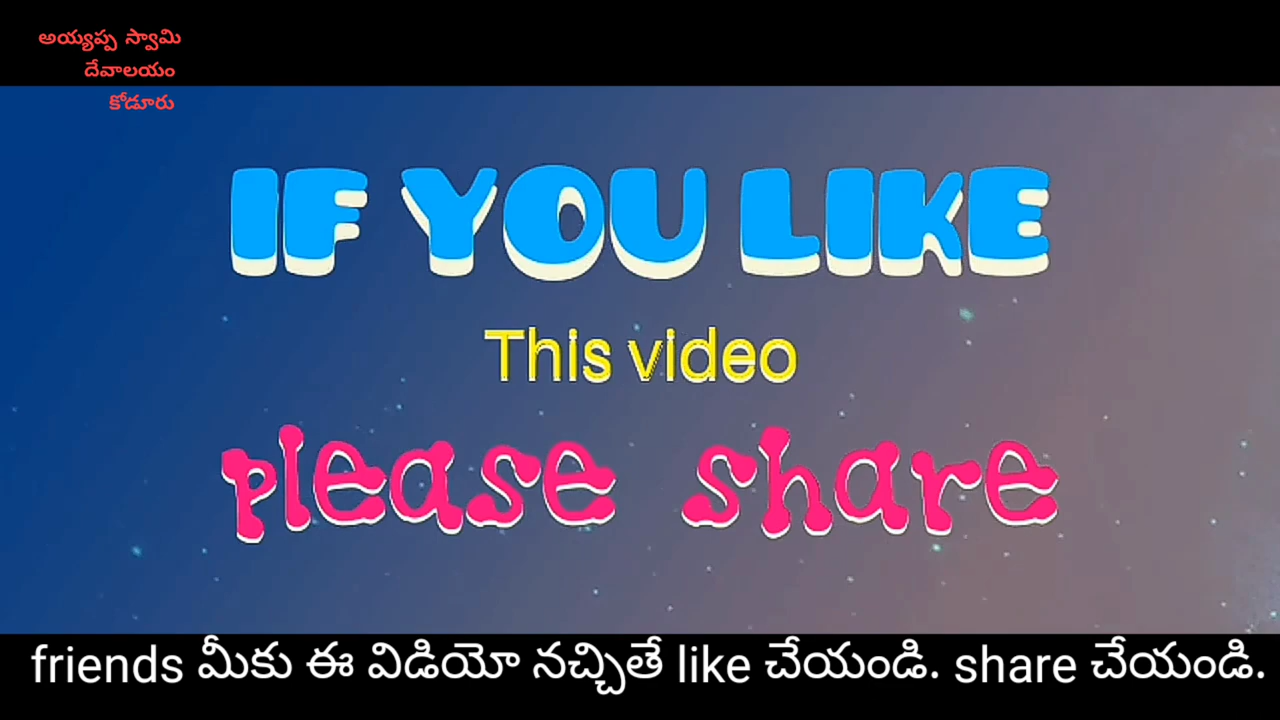 అయ్యప్ప స్వామి
దేవాలయం
కోడూరు
IF YOU LIKE
This video
please share
friends మీకు ఈ విడియో నచ్చితే like చేయండి. share చేయండి.